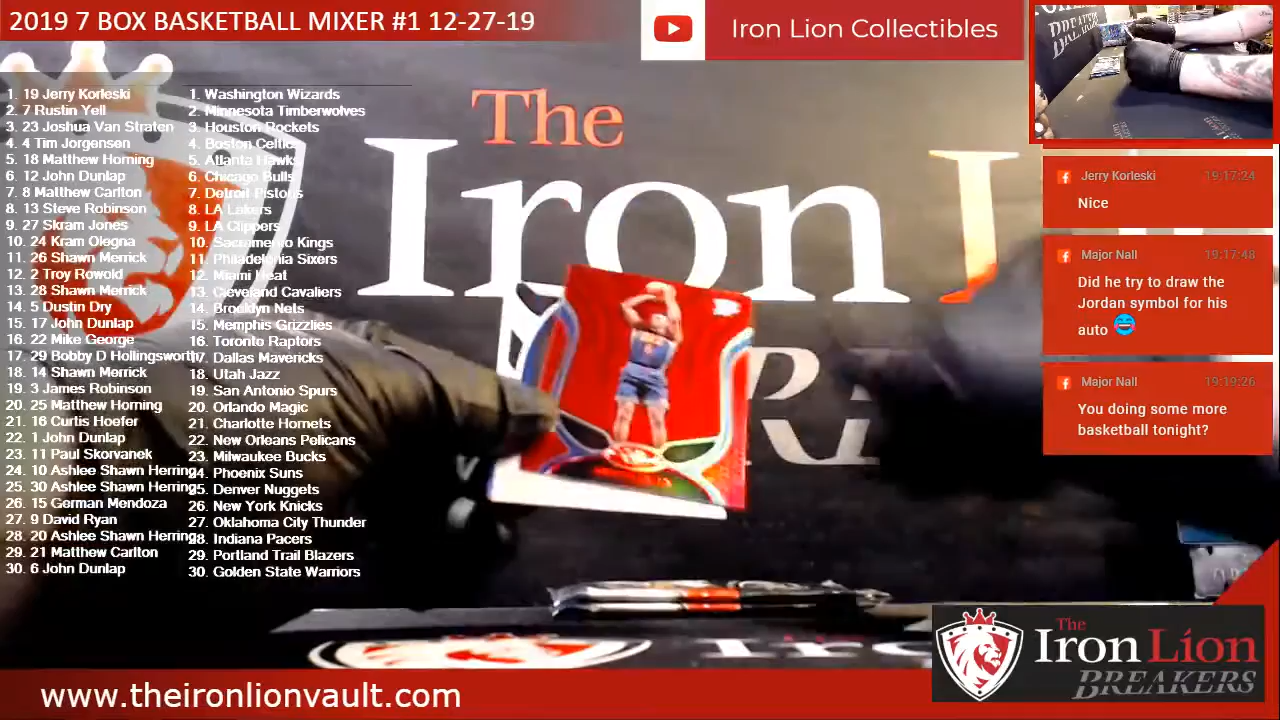 2019 7 BOX BASKETBALL MIXER #1 12-27-19
Iron Lion Collectibles
1. 19 Jerry Korleski
2. 7 Rustin Yell
3. 23 Joshua Van Straten
4. 4 Tim Jorgensen
5. 18 Matthew Horning
6. 12 John Dunlap
7. 8 Matthew Carlton
8. 13 Steve Robinson
9. 27 Skram Jones
10. 24 Kram Olegna
11. 26 Shawn Merrick
12. 2 Troy Rowold
13. 28 Shawn Merrick
14. 5 Dustin Dry
15. 17 John Dunlap
16. 22 Mike George
17. 29 Bobby D Hollingsworth
18. 14 Shawn Merrick
19. 3 James Robinson
20. 25 Matthew Horning
21. 16 Curtis Hoefer
22. 1 John Dunlap
23. 11 Paul Skorvanek
24. 10 Ashlee Shawn Herring
25. 30 Ashlee Shawn Herring
26. 15 German Mendoza
27. 9 David Ryan
28. 20 Ashlee Shawn Herring
29. 21 Matthew Carlton
30. 6 John Dunlap
1. Washington Wizards
2. Minnesota Timberwolves
3. Houston Rockets
4. Boston Celtics
5. Atlanta Hawks
6. Chicago Bulls
7. Detroit Pistons
8. LA Lakers
9. LA Clippers
10. Sacramento Kings
11. Philadelphia Sixers
12. Miami Heat
13. Cleveland Cavaliers
14. Brooklyn Nets
15. Memphis Grizzlies
16. Toronto Raptors
17. Dallas Mavericks
18. Utah Jazz
19. San Antonio Spurs
20. Orlando Magic
21. Charlotte Hornets
22. New Orleans Pelicans
23. Milwaukee Bucks
24. Phoenix Suns
25. Denver Nuggets
26. New York Knicks
27. Oklahoma City Thunder
28. Indiana Pacers
29. Portland Trail Blazers
30. Golden State Warriors
The
Iron
BREAKERS
Jerry Korleski 19:17:24
Nice
Major Nall 19:17:48
Did he try to draw the
Jordan symbol for his
auto 😂
Major Nall 19:19:26
You doing some more
basketball tonight?
The
Iron Lion
BREAKERS
www.theironlionvault.com